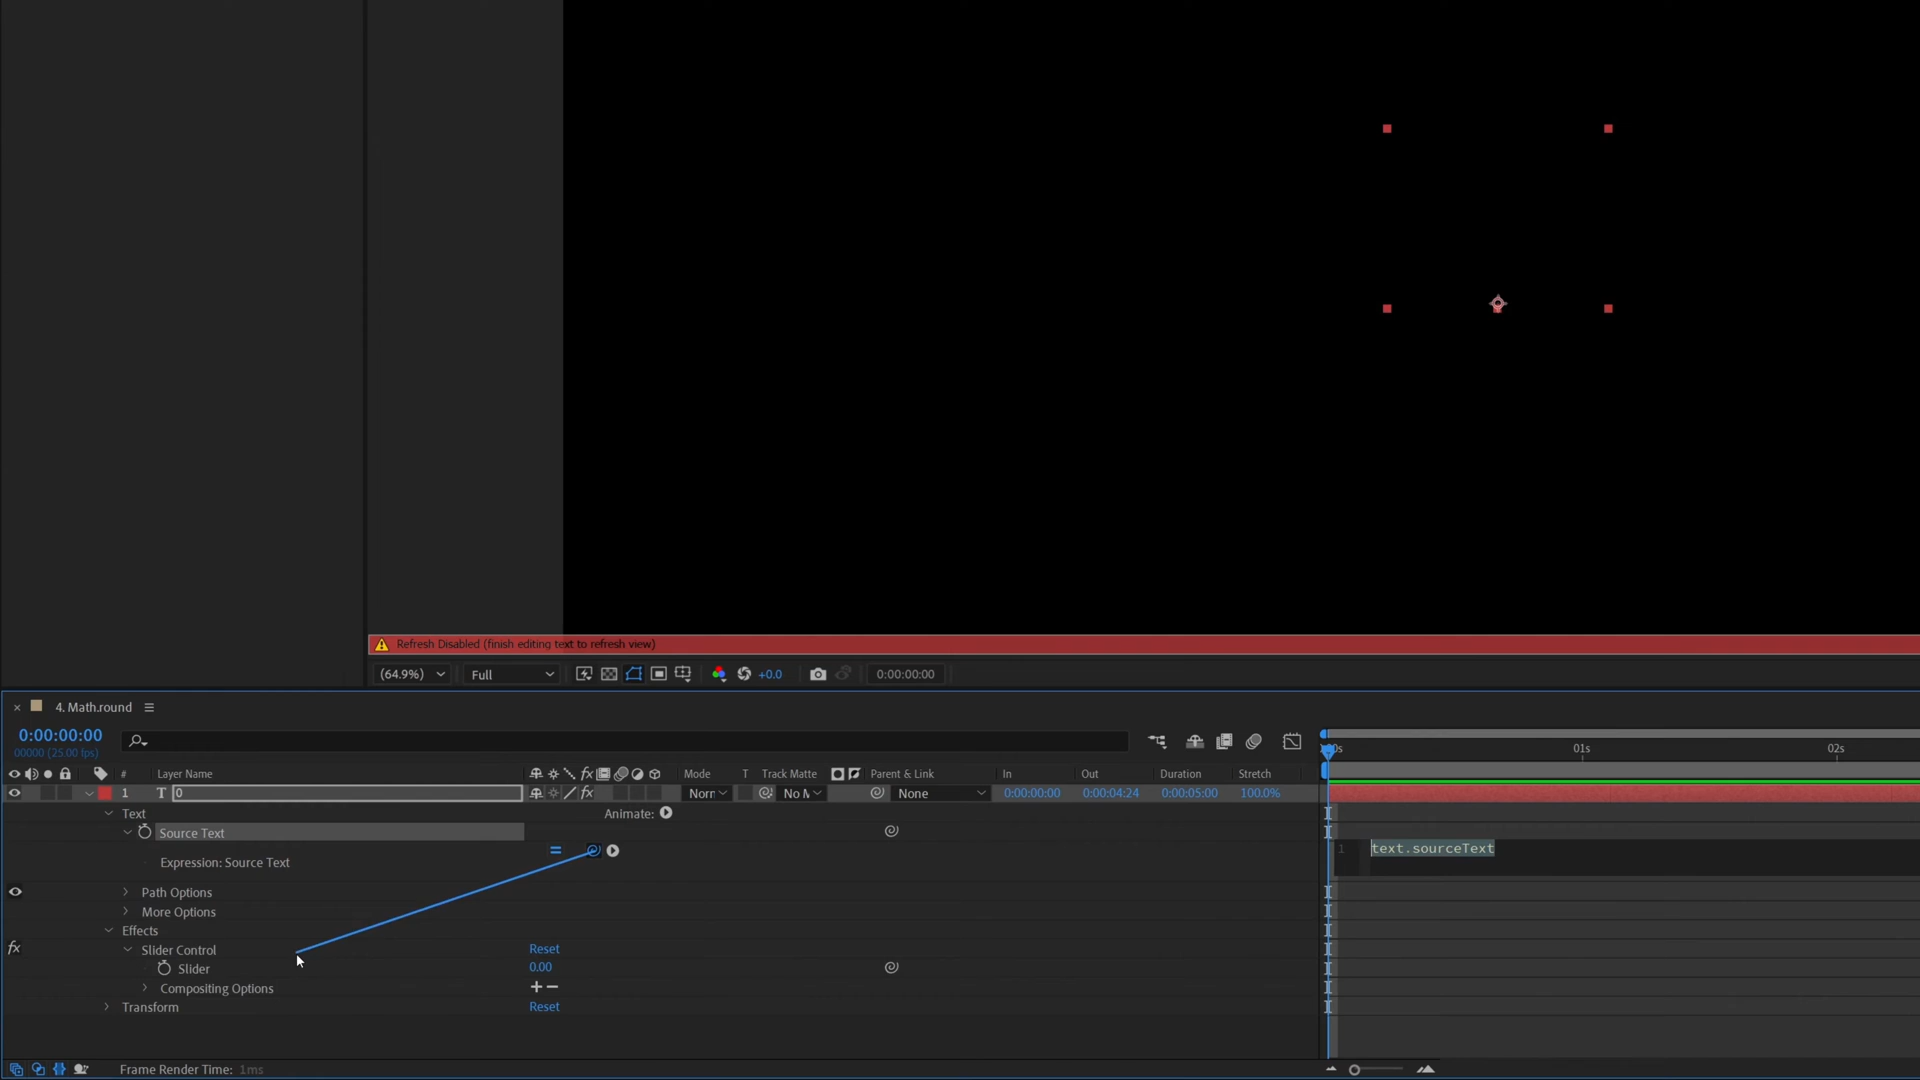 Refresh Disabled (finish editing text to refresh view)
(64.9%) Full +0.0 0:00:00:00
4. Math.round
0:00:00:00
00000 (25.00 fps)
01s 02s
# Layer Name Mode T Track Matte Parent & Link In Out Duration Stretch
1 T 0 None 0:00:00:00 0:00:04:24 0:00:05:00 100.0%
Text Animate:
Source Text
Expression: Source Text
1 text.sourceText
Path Options
More Options
Effects
fx Slider Control Reset
Slider 0.00
Compositing Options
Transform Reset
Frame Render Time: 1ms